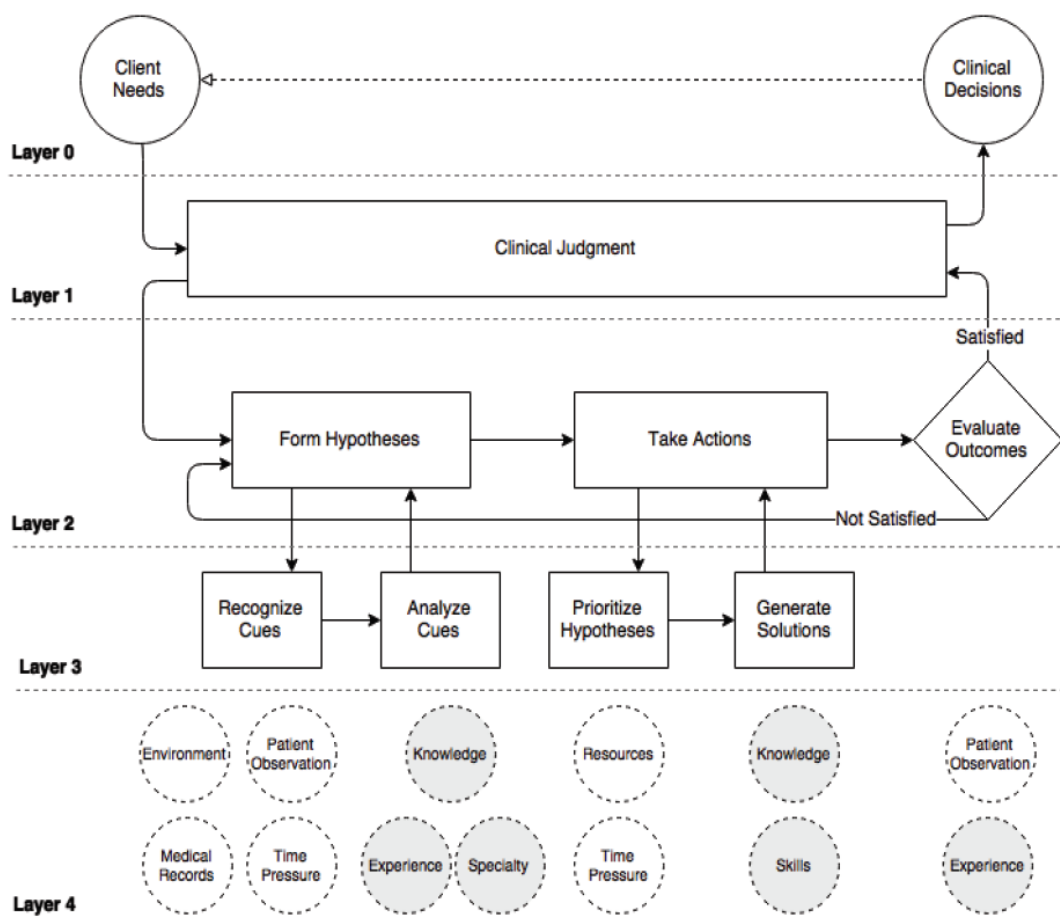 Client
Needs
Clinical
Decisions
Layer 0
Clinical Judgment
Layer 1
Satisfied
Form Hypotheses
Take Actions
Evaluate
Outcomes
Not Satisfied
Layer 2
Recognize
Cues
Analyze
Cues
Prioritize
Hypotheses
Generate
Solutions
Layer 3
Environment
Patient
Observation
Knowledge
Resources
Knowledge
Patient
Observation
Medical
Records
Time
Pressure
Experience
Specialty
Time
Pressure
Skills
Experience
Layer 4